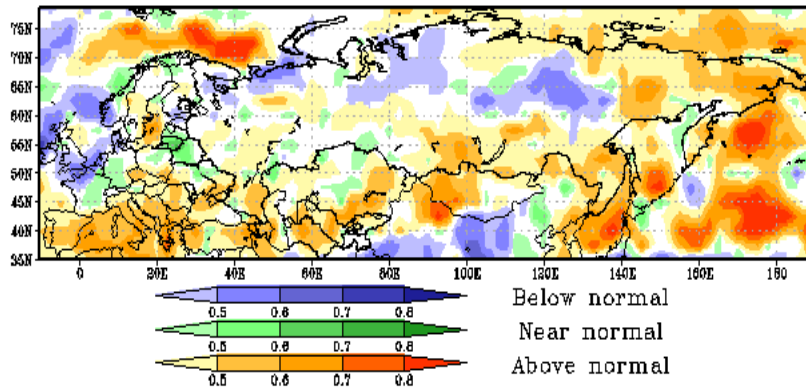 75N
70N
65N
60N
55N
50N
45N
40N
35N
0 20E 40E 60E 80E 100E 120E 140E 160E 180
0.5 0.6 0.7 0.8 Below normal
0.5 0.6 0.7 0.8 Near normal
0.5 0.6 0.7 0.8 Above normal